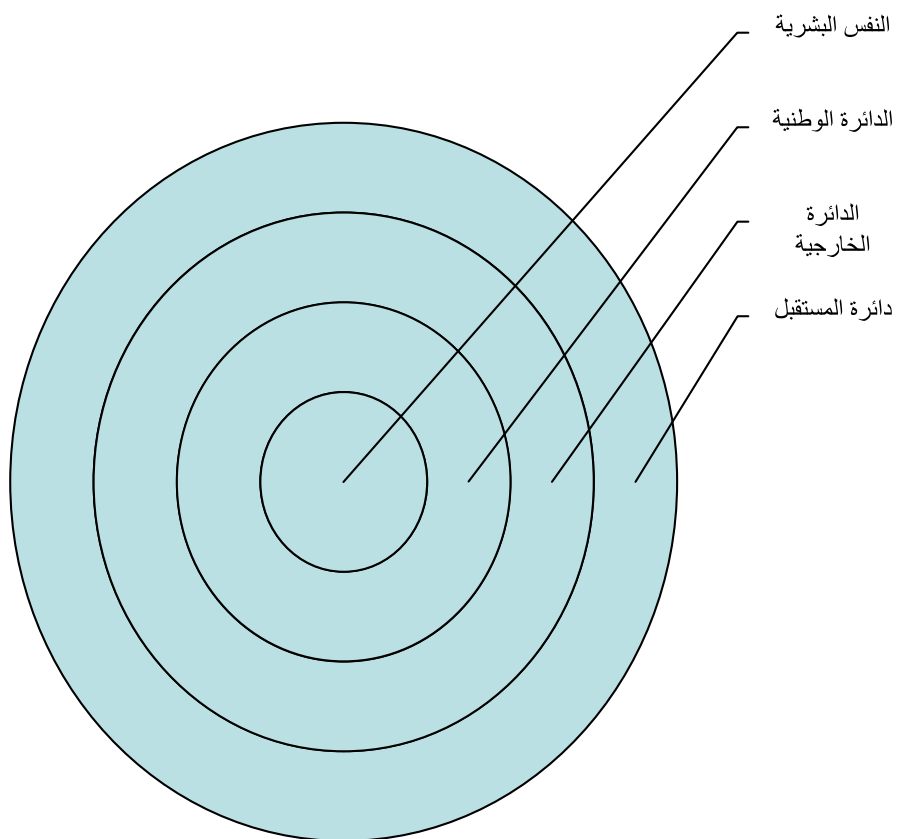 النفس البشرية
الدائرة الوطنية
الدائرة
الخارجية
دائرة المستقبل